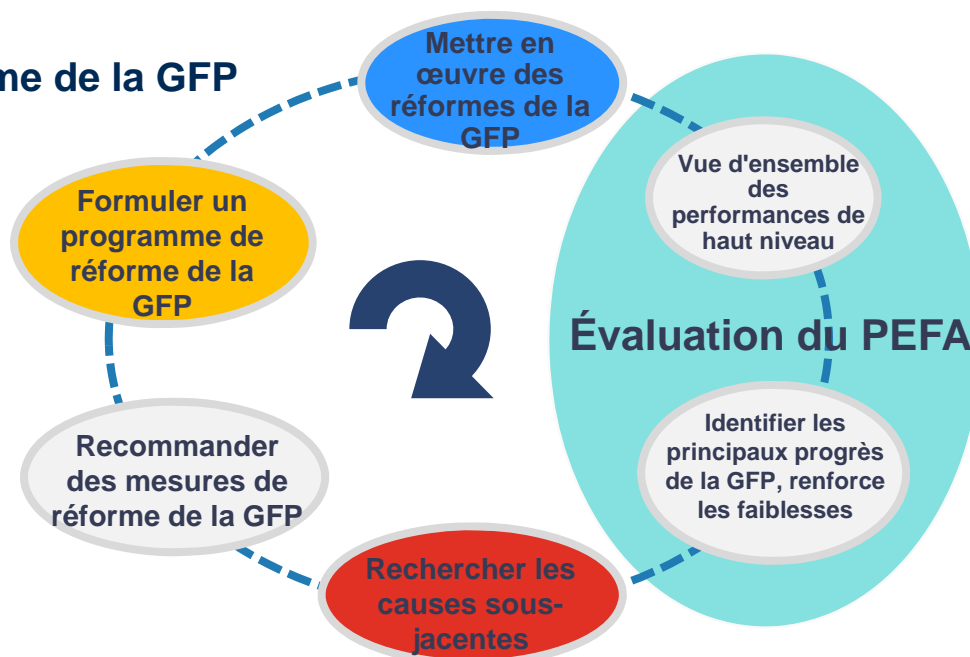 me de la GFP
Mettre en
œuvre des
réformes de la
GFP
Vue d'ensemble
des
performances de
haut niveau
Évaluation du PEFA
Identifier les
principaux progrès
de la GFP, renforce
les faiblesses
Rechercher les
causes sous-
jacentes
Recommander
des mesures de
réforme de la GFP
Formuler un
programme de
réforme de la
GFP